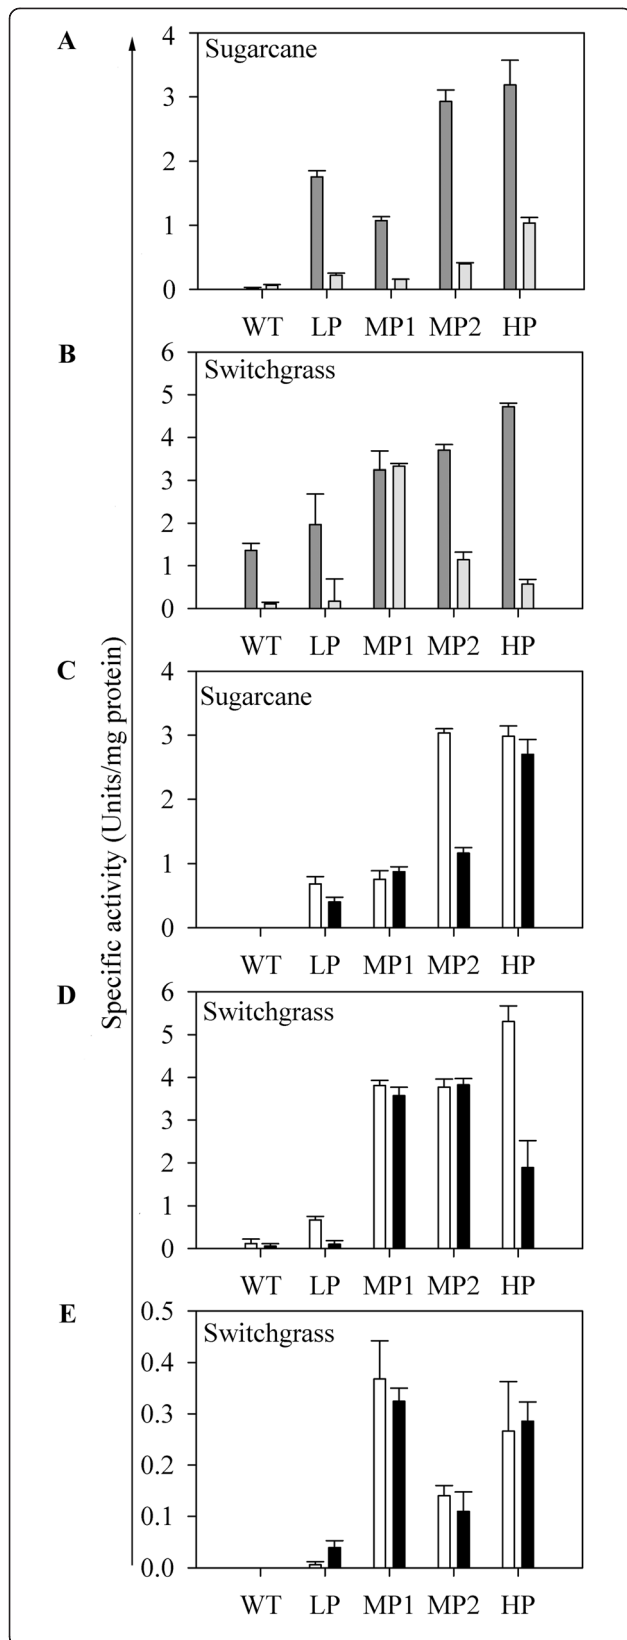 A
Sugarcane
4
3
2
1
0
WT LP MP1 MP2 HP
B
Switchgrass
6
5
4
3
2
1
0
WT LP MP1 MP2 HP
C
Sugarcane
4
3
2
1
0
WT LP MP1 MP2 HP
D
Switchgrass
6
5
4
3
2
1
0
WT LP MP1 MP2 HP
E
Switchgrass
0.5
0.4
0.3
0.2
0.1
0.0
WT LP MP1 MP2 HP
Specific activity (Units/mg protein)